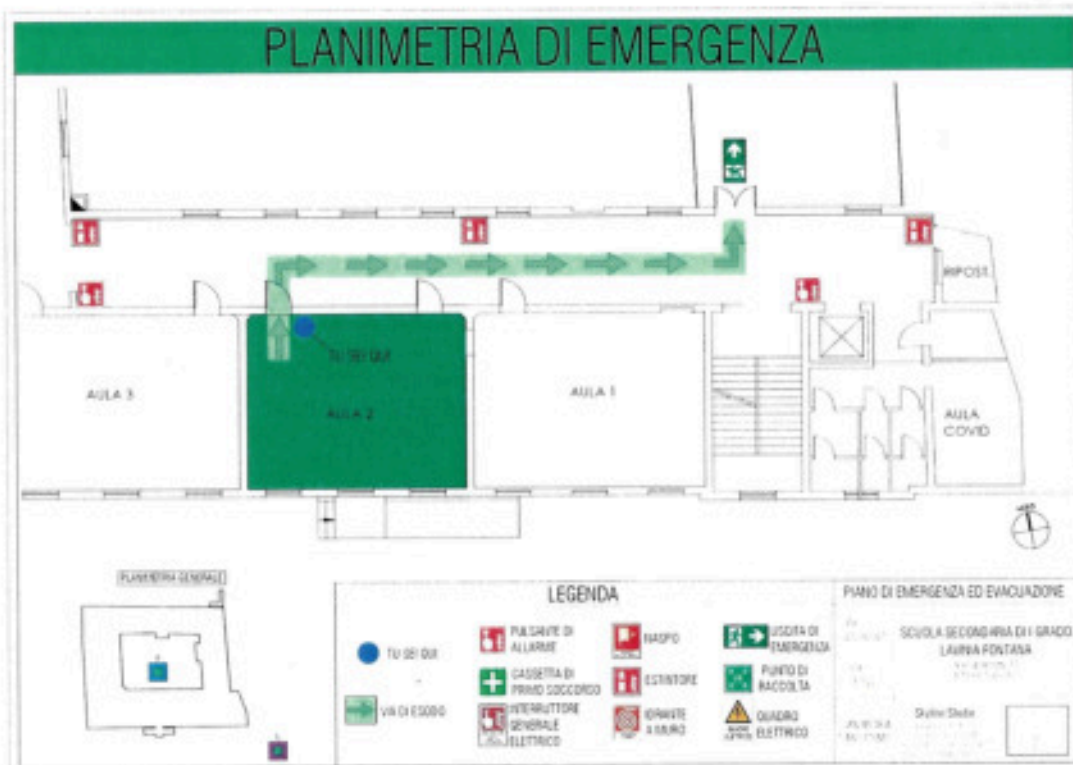 PLANIMETRIA DI EMERGENZA
RIPOST.
TU SEI QUI
AULA 3
AULA 2
AULA 1
AULA
COVID
PLANIMETRIA GENERALE
LEGENDA
TU SEI QUI
VIA DI ESODO
PULSANTE DI
ALLARME
CASSETTA DI
PRIMO SOCCORSO
INTERRUTTORE
GENERALE
ELETTRICO
NASPO
ESTINTORE
IDRANTE
A MURO
USCITA DI
EMERGENZA
PUNTO DI
RACCOLTA
QUADRO
ELETTRICO
PIANO DI EMERGENZA ED EVACUAZIONE
SCUOLA SECONDARIA DI I GRADO
LAVINIA FONTANA